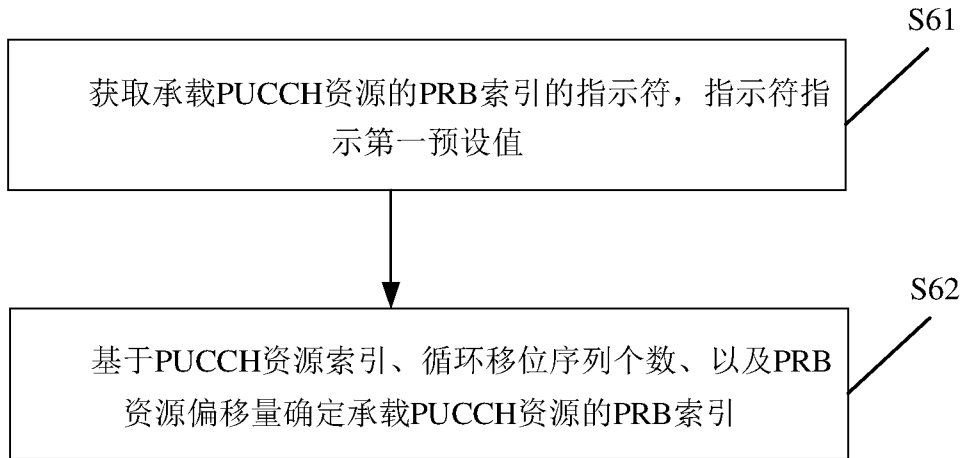 S61
获取承载PUCCH资源的PRB索引的指示符，指示符指
示第一预设值
S62
基于PUCCH资源索引、循环移位序列个数、以及PRB
资源偏移量确定承载PUCCH资源的PRB索引